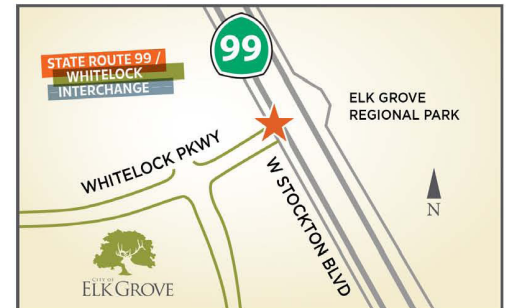 99
STATE ROUTE 99 /
WHITELOCK
INTERCHANGE
ELK GROVE
REGIONAL PARK
WHITELOCK PKWY
W STOCKTON BLVD
N
CITY OF
ELK GROVE